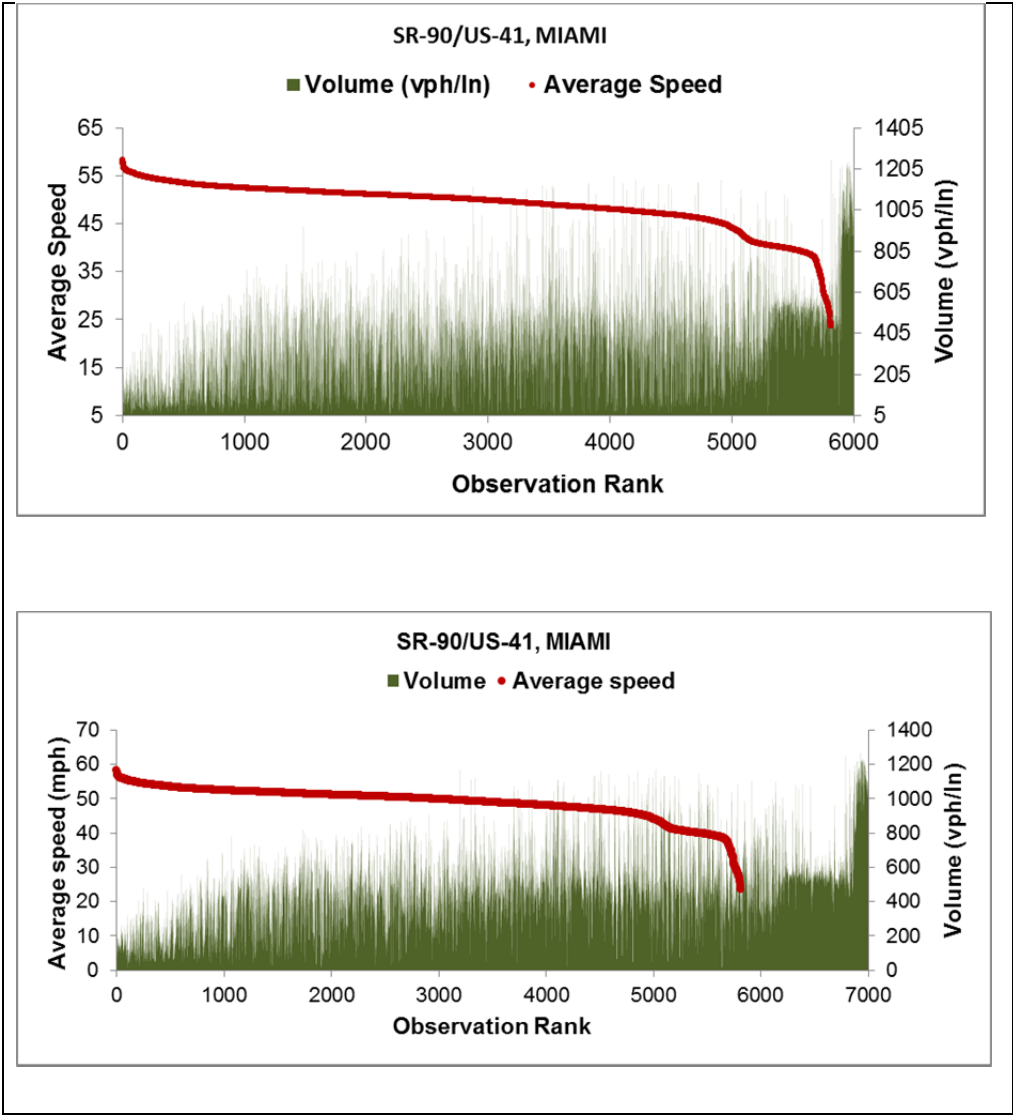 SR-90/US-41, MIAMI
Volume (vph/ln) Average Speed
65 1405
55 1205
45 1005
35 805
25 605
15 405
5 205
5
0 1000 2000 3000 4000 5000 6000
Average Speed
Volume (vph/ln)
Observation Rank
SR-90/US-41, MIAMI
Volume Average speed
70 1400
60 1200
50 1000
40 800
30 600
20 400
10 200
0 0
0 1000 2000 3000 4000 5000 6000 7000
Average speed (mph)
Volume (vph/ln)
Observation Rank